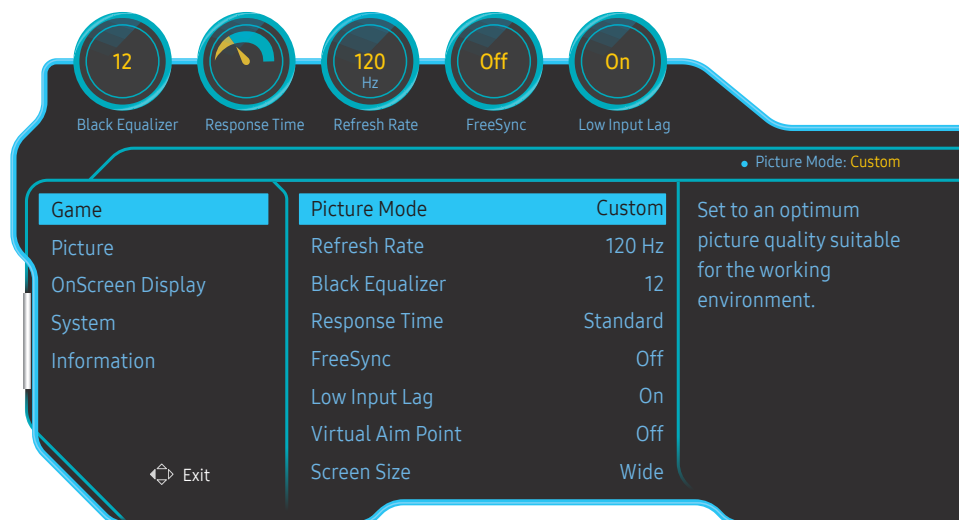 12
120
Hz
Off
On
Black Equalizer
Response Time
Refresh Rate
FreeSync
Low Input Lag
Picture Mode: Custom
Game
Picture
OnScreen Display
System
Information
Exit
Picture Mode Custom
Refresh Rate 120 Hz
Black Equalizer 12
Response Time Standard
FreeSync Off
Low Input Lag On
Virtual Aim Point Off
Screen Size Wide
Set to an optimum
picture quality suitable
for the working
environment.